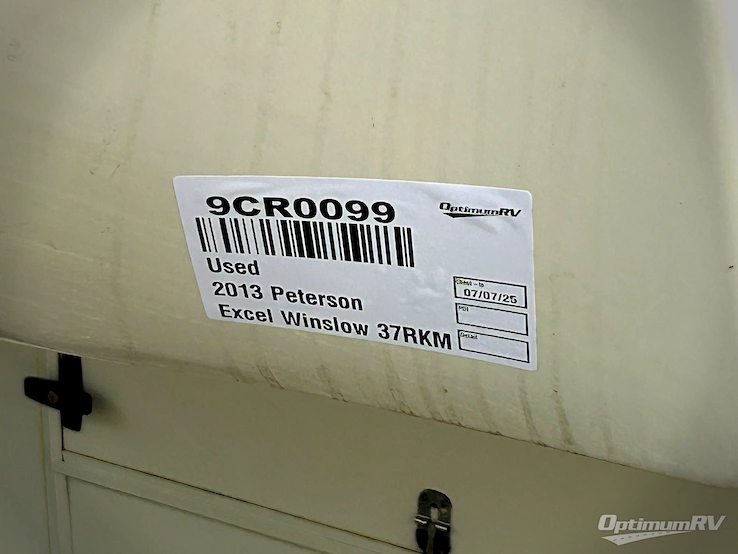 9CR0099
OptimumRV
Used
2013 Peterson
Excel Winslow 37RKM
Check-In
07/07/25
PDI
Detail
OptimumRV